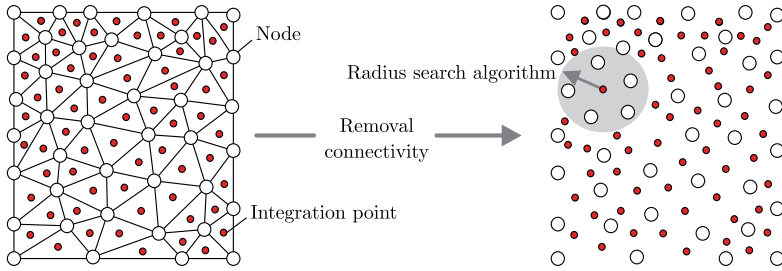 Node
Radius search algorithm
Removal
connectivity
Integration point